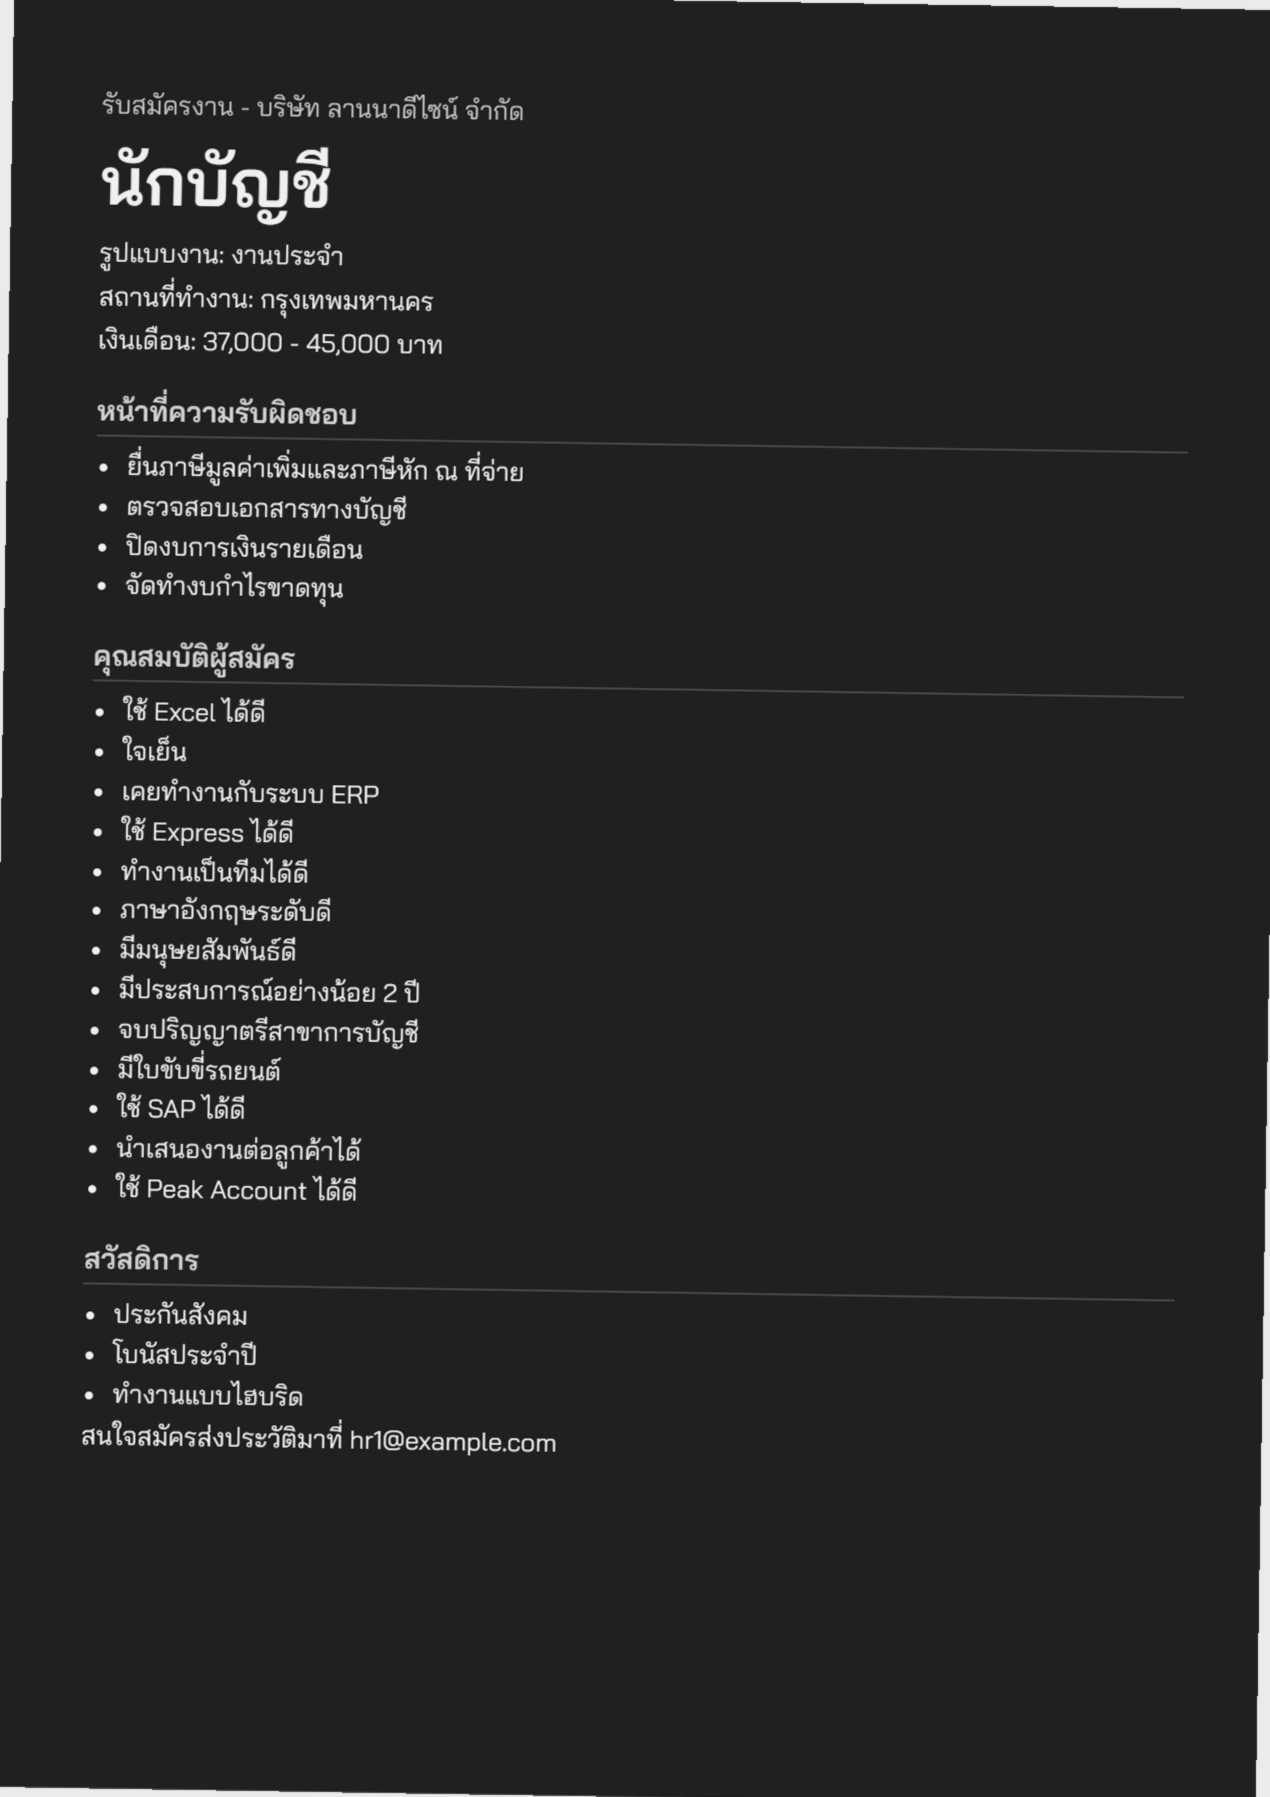 รับสมัครงาน - บริษัท ลานนาดีไซน์ จำกัด
นักบัญชี
รูปแบบงาน: งานประจำ
สถานที่ทำงาน: กรุงเทพมหานคร
เงินเดือน: 37,000 - 45,000 บาท
หน้าที่ความรับผิดชอบ
• ยื่นภาษีมูลค่าเพิ่มและภาษีหัก ณ ที่จ่าย
• ตรวจสอบเอกสารทางบัญชี
• ปิดงบการเงินรายเดือน
• จัดทำงบกำไรขาดทุน
คุณสมบัติผู้สมัคร
• ใช้ Excel ได้ดี
• ใจเย็น
• เคยทำงานกับระบบ ERP
• ใช้ Express ได้ดี
• ทำงานเป็นทีมได้ดี
• ภาษาอังกฤษระดับดี
• มีมนุษยสัมพันธ์ดี
• มีประสบการณ์อย่างน้อย 2 ปี
• จบปริญญาตรีสาขาการบัญชี
• มีใบขับขี่รถยนต์
• ใช้ SAP ได้ดี
• นำเสนองานต่อลูกค้าได้
• ใช้ Peak Account ได้ดี
สวัสดิการ
• ประกันสังคม
• โบนัสประจำปี
• ทำงานแบบไฮบริด
สนใจสมัครส่งประวัติมาที่ hr1@example.com